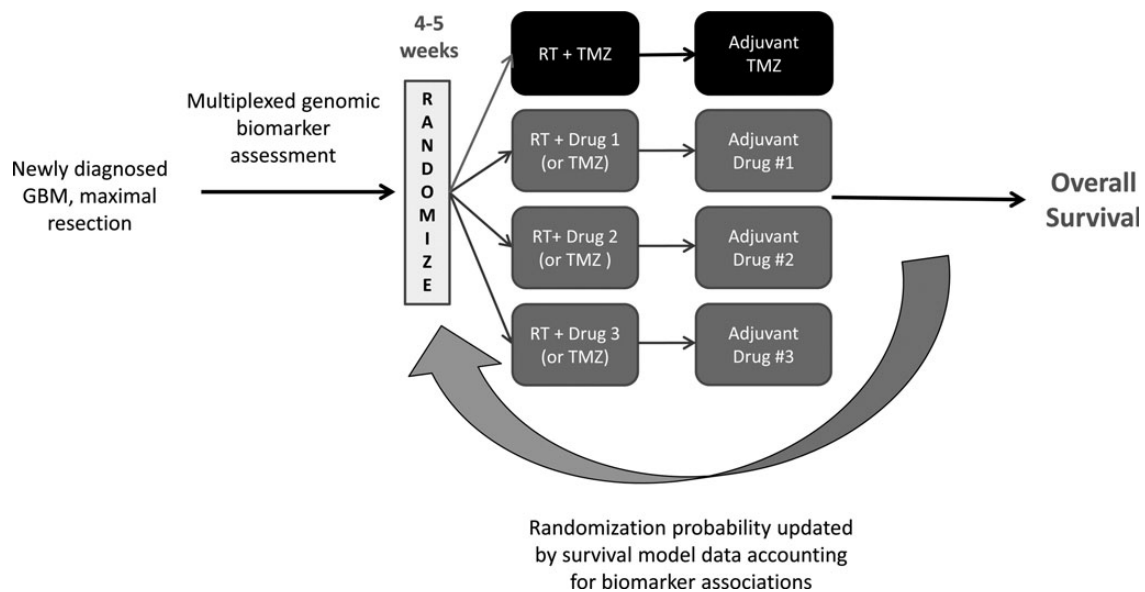 Newly diagnosed
GBM, maximal
resection
Multiplexed genomic
biomarker
assessment
4-5
weeks
RANDOMIZE
RT + TMZ
Adjuvant
TMZ
RT + Drug 1
(or TMZ)
Adjuvant
Drug #1
RT+ Drug 2
(or TMZ )
Adjuvant
Drug #2
RT + Drug 3
(or TMZ)
Adjuvant
Drug #3
Overall
Survival
Randomization probability updated
by survival model data accounting
for biomarker associations